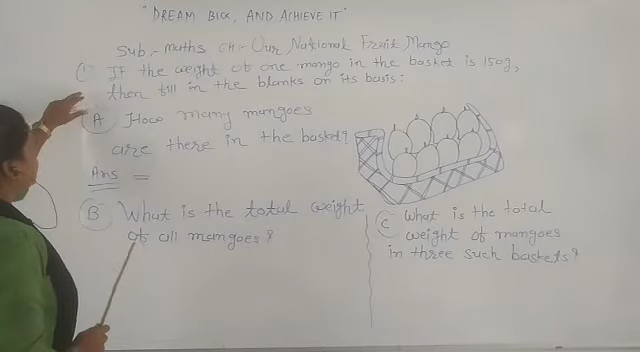 "DREAM BIG, AND ACHIEVE IT"
Sub:- maths CH:- Our National Fruit Mango
① If the weight of one mango in the basket is 150g,
then fill in the blanks on its basis:
Ⓐ How many mangoes
are there in the basket?
Ans =
Ⓑ What is the total weight
of all mangoes?
Ⓒ What is the total
weight of mangoes
in three such baskets?